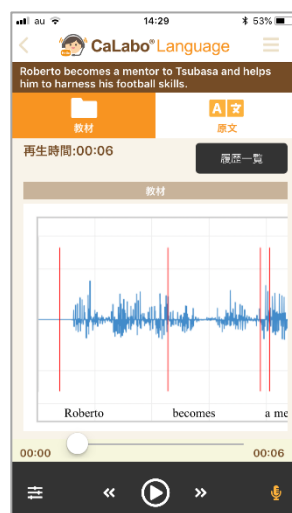 au 14:29 53%
CaLabo® Language
Roberto becomes a mentor to Tsubasa and helps
him to harness his football skills.
A 文
教材 原文
再生時間:00:06 履歴一覧
教材
Roberto becomes a me
00:00 00:06